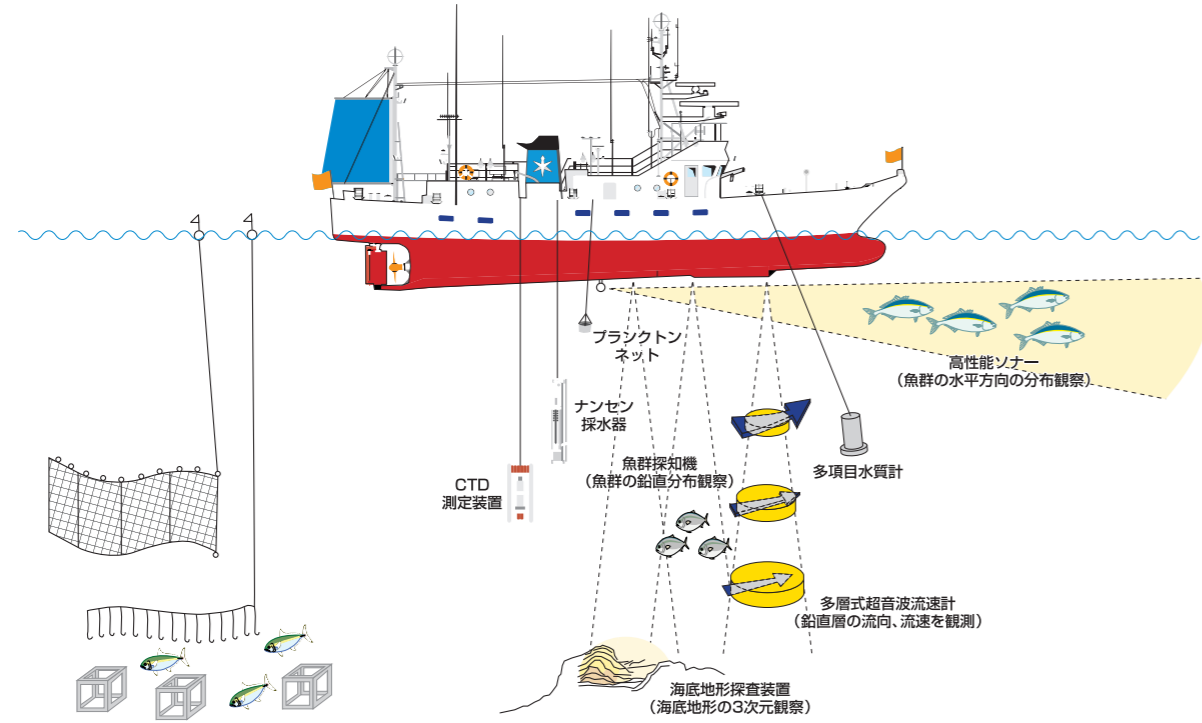 プランクトン
ネット
高性能ソナー
（魚群の水平方向の分布観察）
ナンセン
採水器
多項目水質計
魚群探知機
（魚群の鉛直分布観察）
CTD
測定装置
多層式超音波流速計
（鉛直層の流向、流速を観測）
海底地形探査装置
（海底地形の3次元観察）